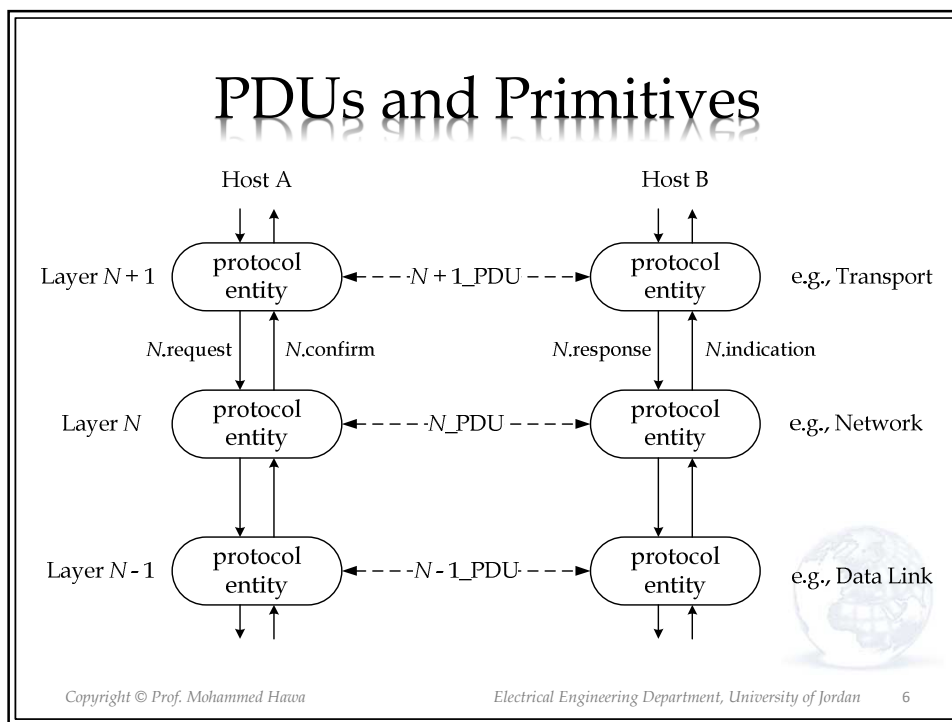 PDUs and Primitives
Host A Host B
Layer N + 1 protocol entity N + 1_PDU protocol entity e.g., Transport
N.request N.confirm N.response N.indication
Layer N protocol entity N_PDU protocol entity e.g., Network
Layer N - 1 protocol entity N - 1_PDU protocol entity e.g., Data Link
Copyright © Prof. Mohammed Hawa Electrical Engineering Department, University of Jordan 6